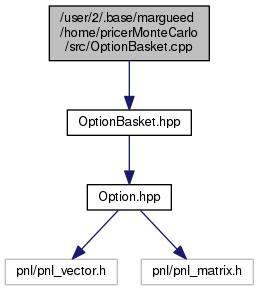 /user/2/.base/margueed
/home/pricerMonteCarlo
/src/OptionBasket.cpp
OptionBasket.hpp
Option.hpp
pnl/pnl_vector.h
pnl/pnl_matrix.h